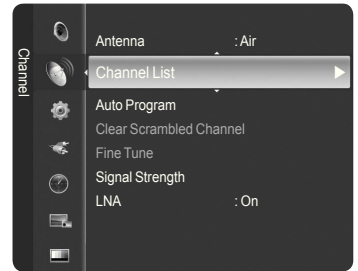 Channel
Antenna : Air
Channel List
Auto Program
Clear Scrambled Channel
Fine Tune
Signal Strength
LNA : On